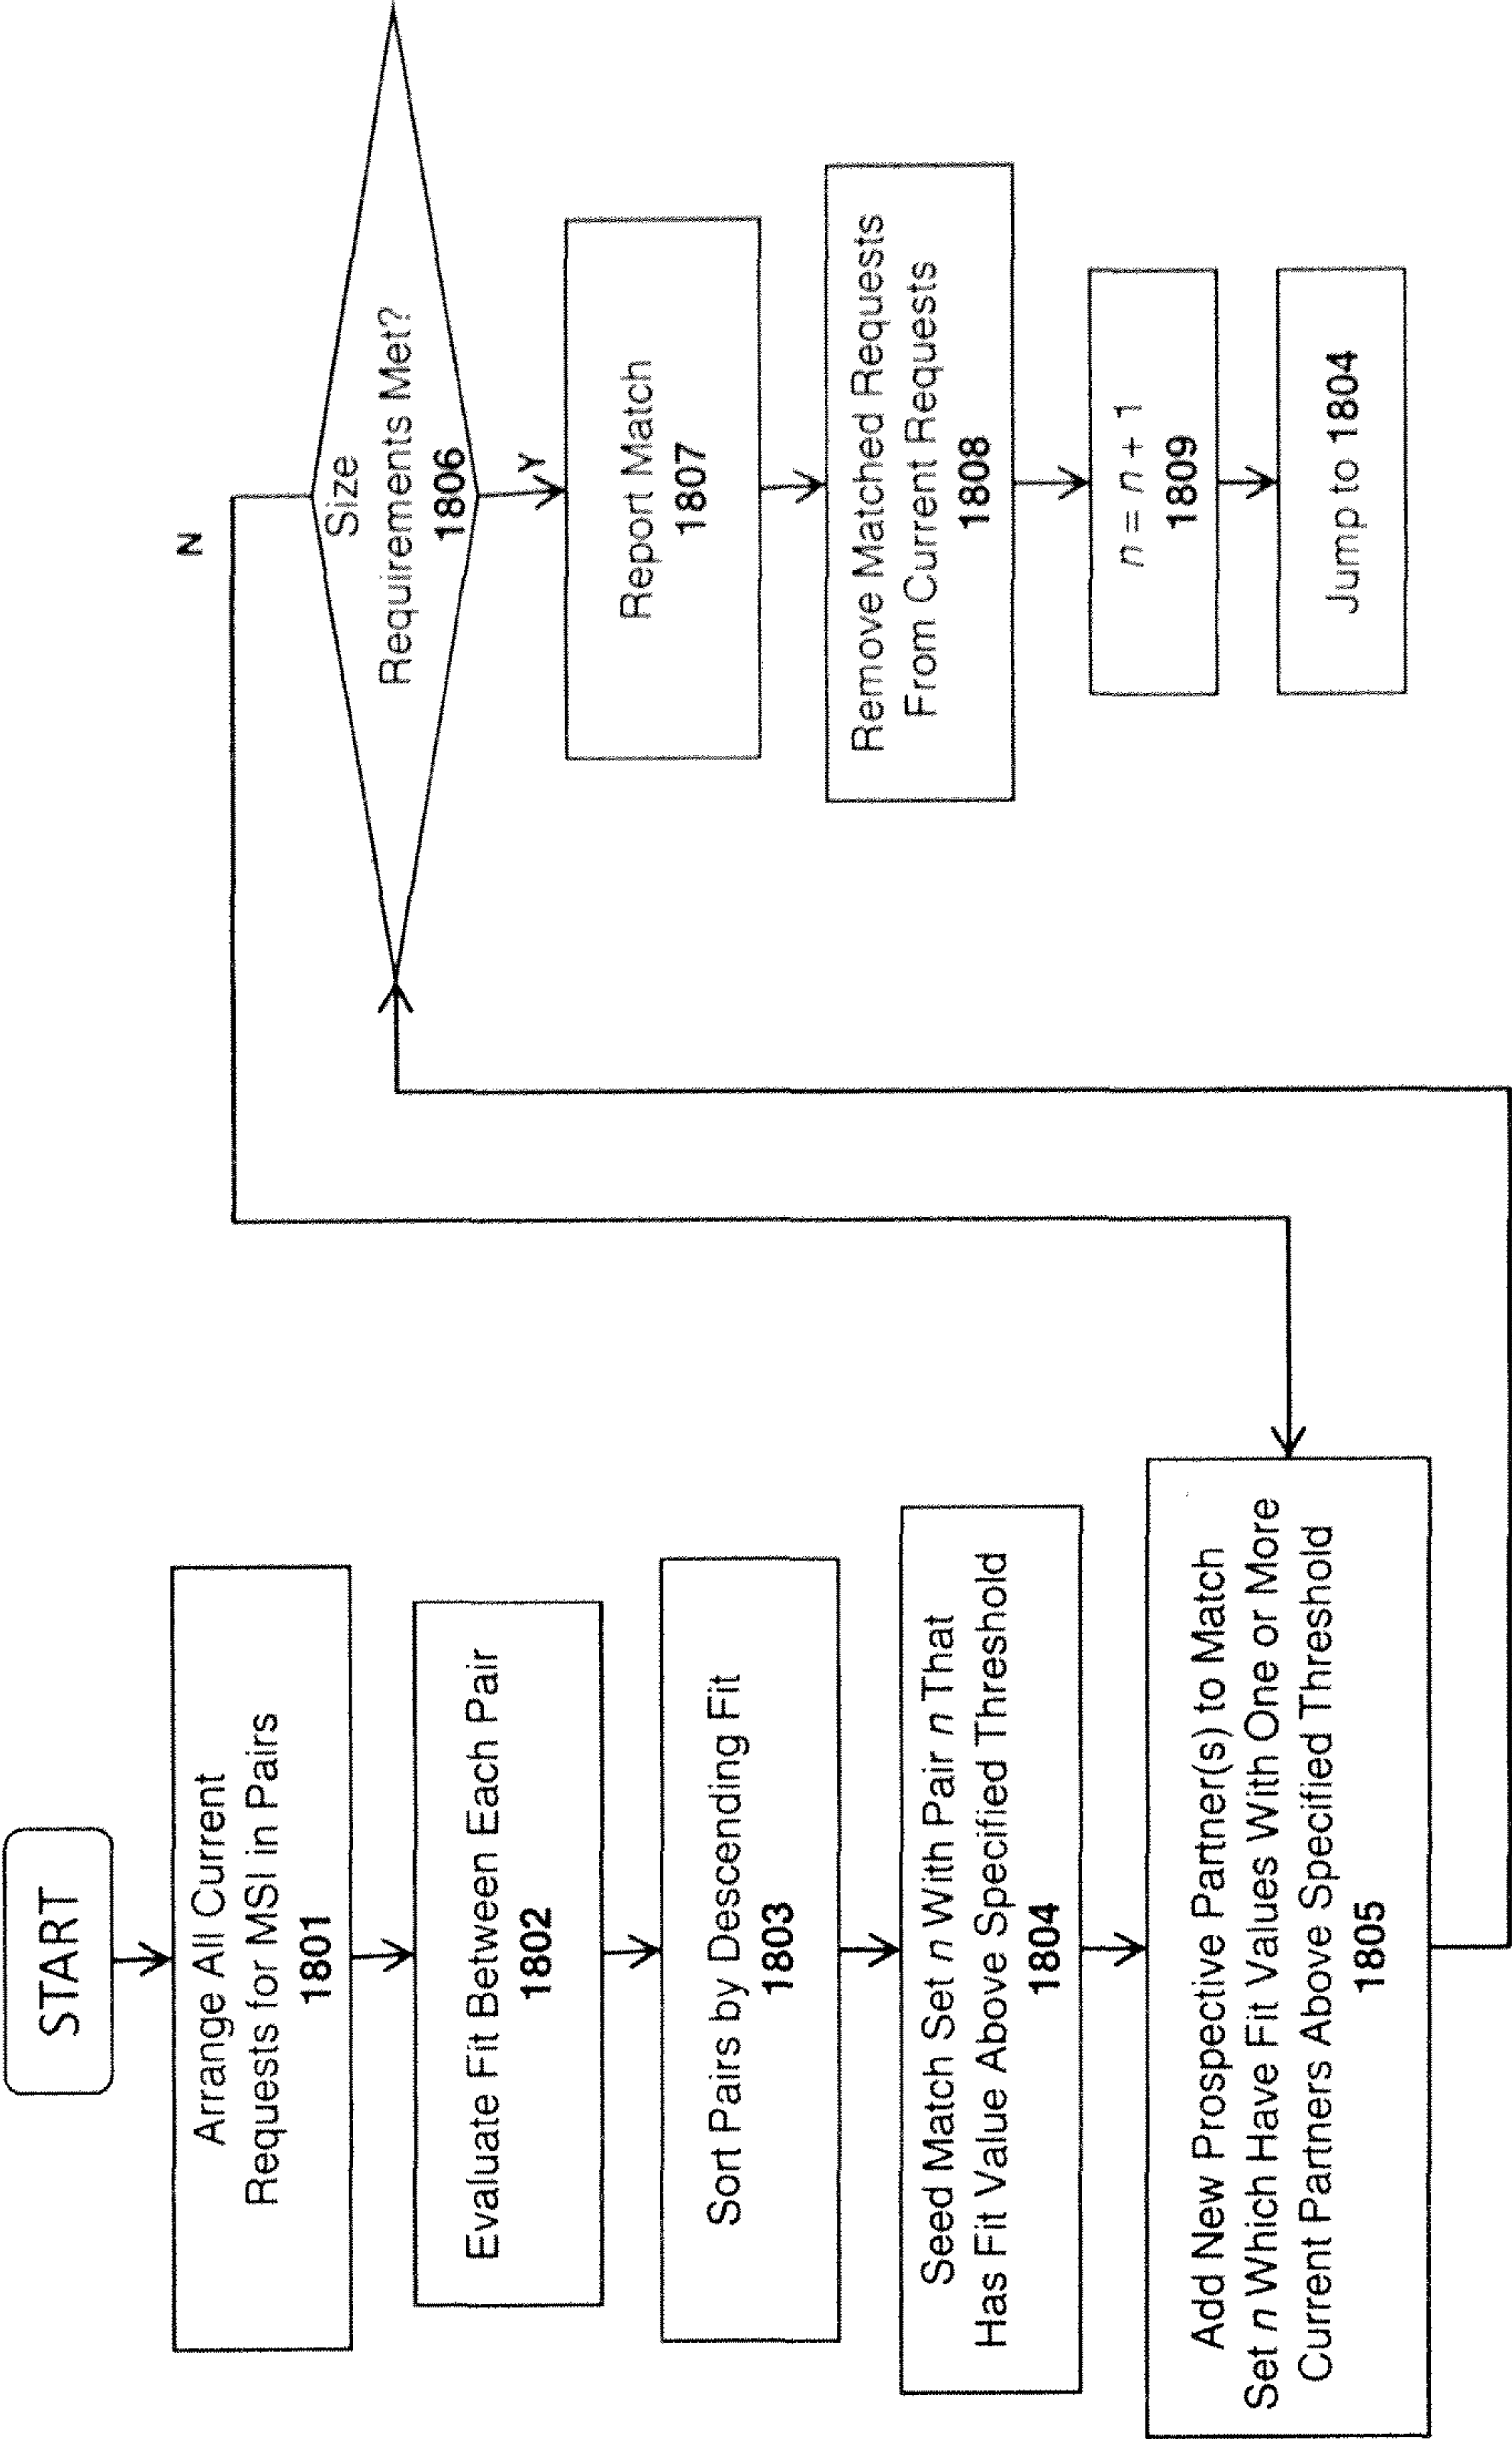 START
Arrange All Current
Requests for MSI in Pairs
1801
Evaluate Fit Between Each Pair
1802
Sort Pairs by Descending Fit
1803
Seed Match Set n With Pair n That
Has Fit Value Above Specified Threshold
1804
Add New Prospective Partner(s) to Match
Set n Which Have Fit Values With One or More
Current Partners Above Specified Threshold
1805
N
Size
Requirements Met?
1806
Y
Report Match
1807
Remove Matched Requests
From Current Requests
1808
n = n + 1
1809
Jump to 1804